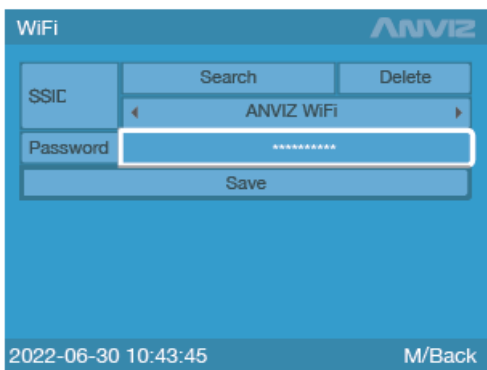 WiFi ANVIZ
SSID Search Delete
ANVIZ WiFi
Password **********
Save
2022-06-30 10:43:45 M/Back